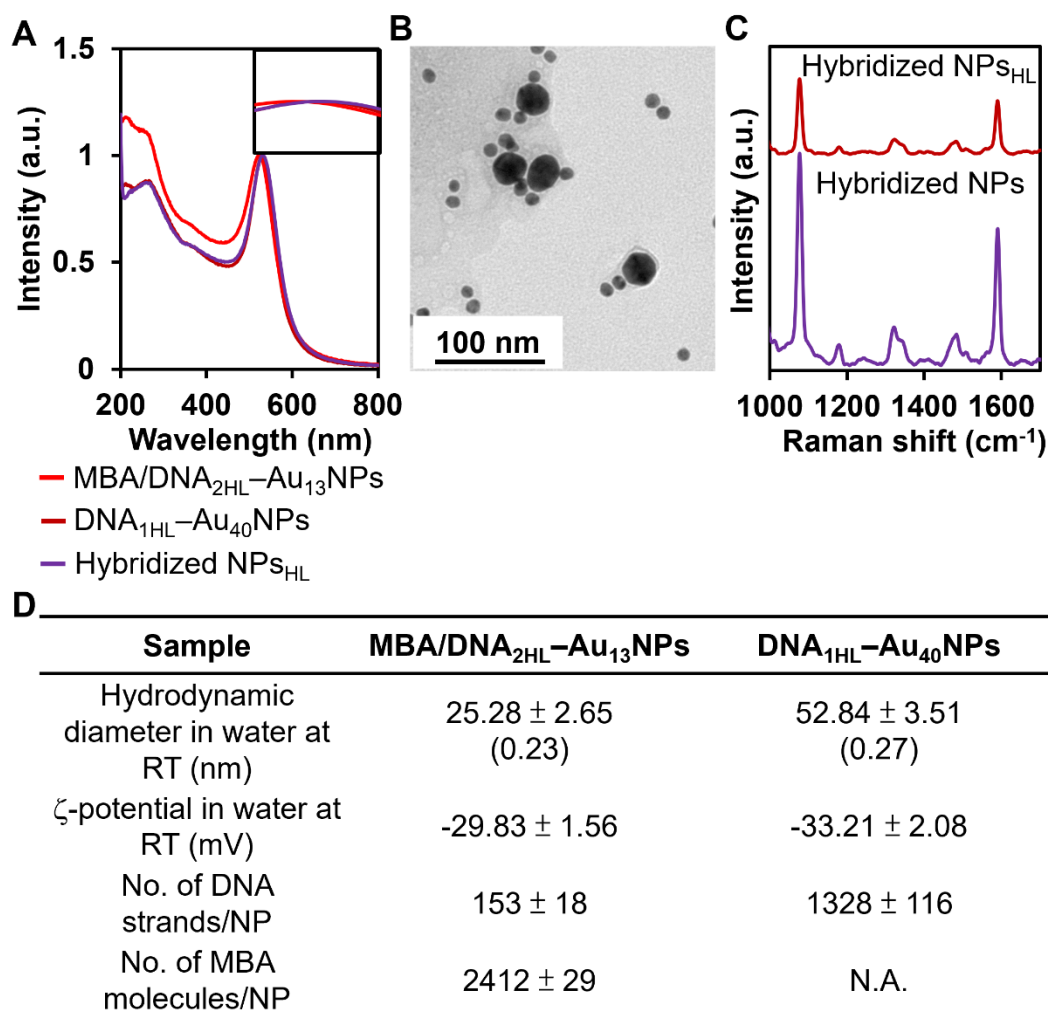 A
1.5
1
0.5
0
Intensity (a.u.)
200 400 600 800
Wavelength (nm)
MBA/DNA2HL–Au13NPs
DNA1HL–Au40NPs
Hybridized NPsHL
B
100 nm
C
Intensity (a.u.)
Hybridized NPsHL
Hybridized NPs
1000 1200 1400 1600
Raman shift (cm-1)
D
Sample MBA/DNA2HL–Au13NPs DNA1HL–Au40NPs
Hydrodynamic
diameter in water at
RT (nm)
25.28 ± 2.65
(0.23)
52.84 ± 3.51
(0.27)
ζ-potential in water at
RT (mV)
-29.83 ± 1.56 -33.21 ± 2.08
No. of DNA
strands/NP
153 ± 18 1328 ± 116
No. of MBA
molecules/NP
2412 ± 29 N.A.